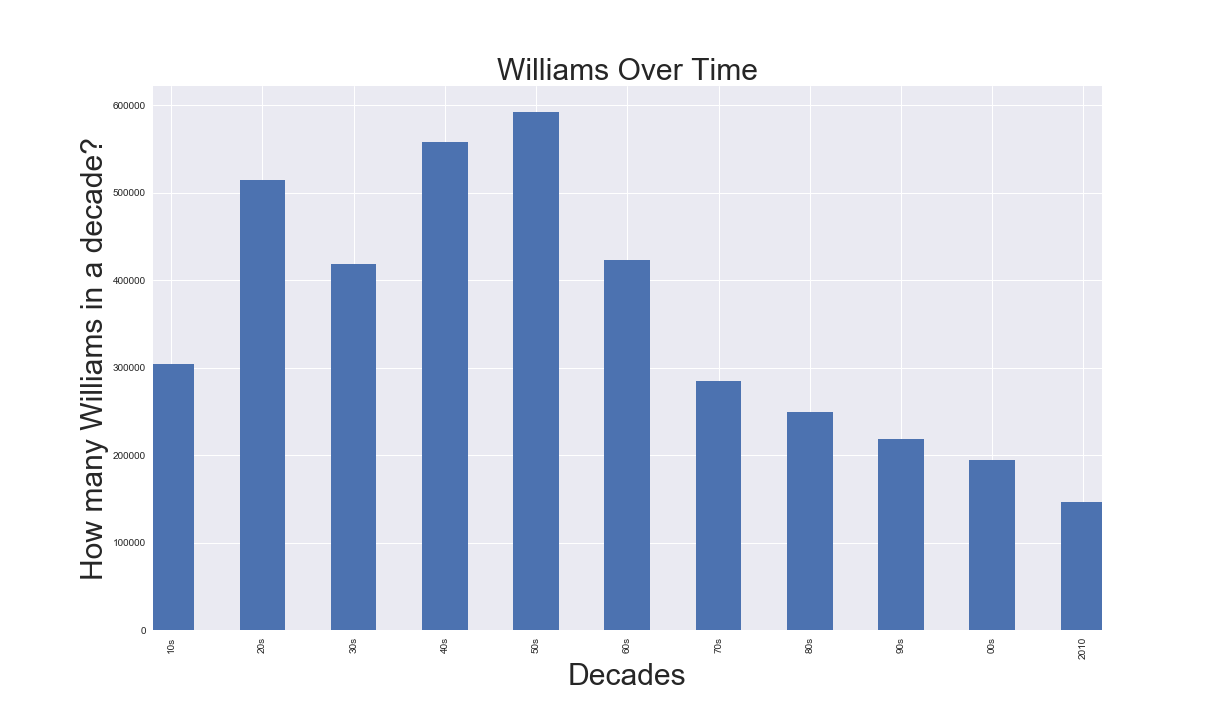 Williams Over Time
How many Williams in a decade?
600000
500000
400000
300000
200000
100000
0
10s
20s
30s
40s
50s
60s
70s
80s
90s
00s
2010
Decades